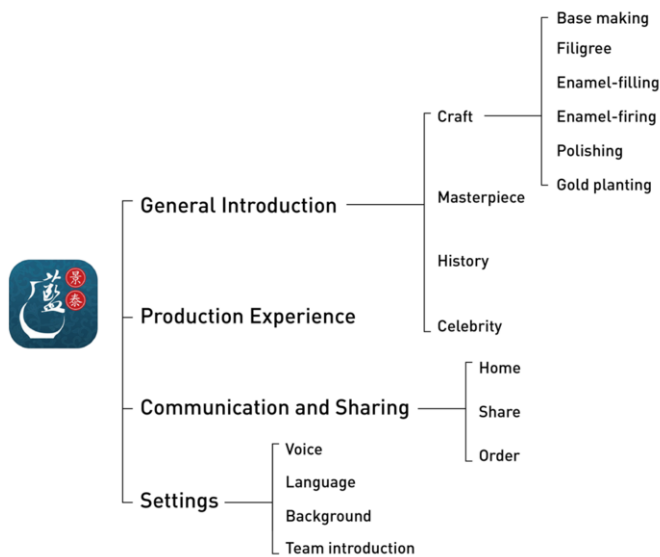 General Introduction
Craft
Base making
Filigree
Enamel-filling
Enamel-firing
Polishing
Gold planting
Masterpiece
History
Celebrity
景
泰
藍
Production Experience
Communication and Sharing
Home
Share
Order
Settings
Voice
Language
Background
Team introduction